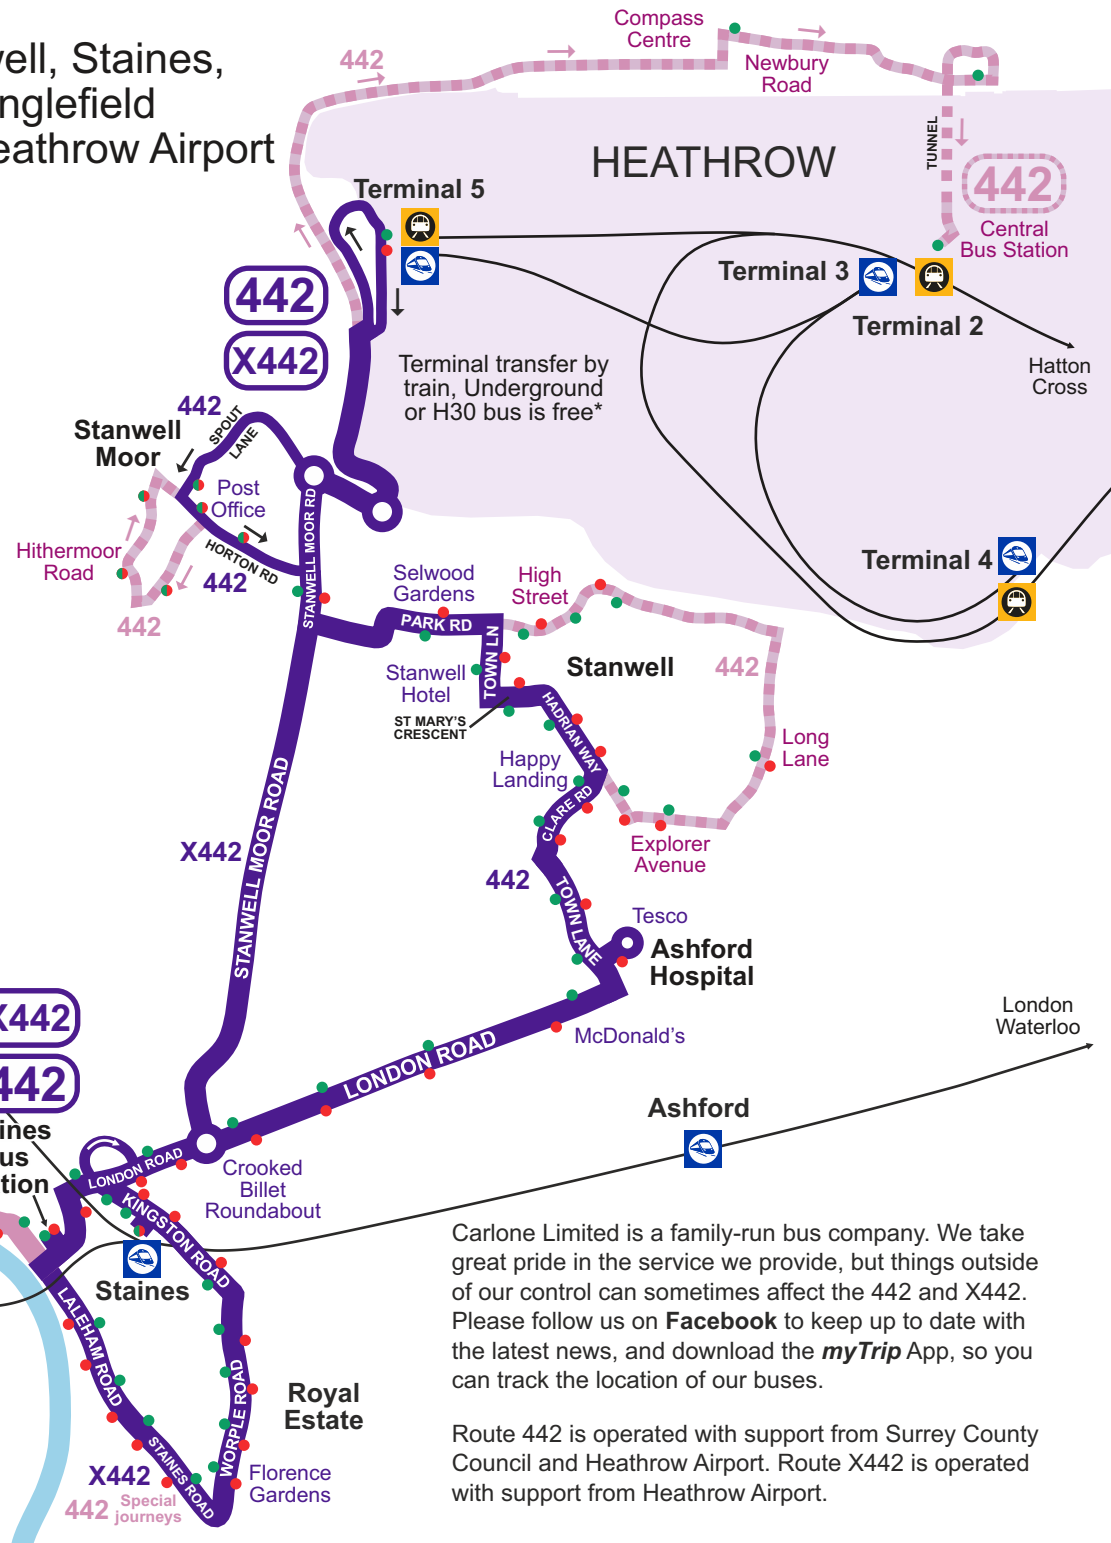 well, Staines,
nglefield
eathrow Airport
442
Compass
Centre
Newbury
Road
HEATHROW
TUNNEL
442
Central
Bus Station
Terminal 5
Terminal 3
Terminal 2
Hatton
Cross
442
X442
Terminal transfer by
train, Underground
or H30 bus is free*
442
SPOUT
LANE
Stanwell
Moor
Post
Office
HORTON RD
Hithermoor
Road
442
442
STANWELL MOOR RD
Terminal 4
Selwood
Gardens
High
Street
PARK RD
TOWN LN
Stanwell
442
Stanwell
Hotel
ST MARY'S
CRESCENT
HADRIAN WAY
Long
Lane
Happy
Landing
CLARE RD
Explorer
Avenue
STANWELL MOOR ROAD
X442
442
TOWN LANE
Tesco
Ashford
Hospital
McDonald's
LONDON ROAD
London
Waterloo
X442
442
ines
us
tion
Ashford
LONDON ROAD
Crooked
Billet
Roundabout
KINGSTON ROAD
Staines
LALEHAM ROAD
WORPLE ROAD
Royal
Estate
STAINES ROAD
X442
442 Special
journeys
Florence
Gardens
Carlone Limited is a family-run bus company. We take
great pride in the service we provide, but things outside
of our control can sometimes affect the 442 and X442.
Please follow us on Facebook to keep up to date with
the latest news, and download the myTrip App, so you
can track the location of our buses.
Route 442 is operated with support from Surrey County
Council and Heathrow Airport. Route X442 is operated
with support from Heathrow Airport.